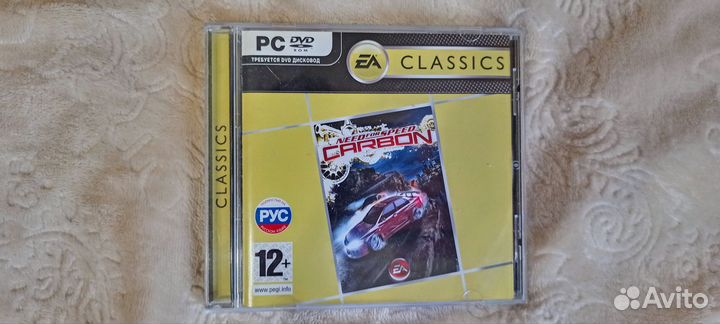 PC DVD
ROM
ТРЕБУЕТСЯ DVD ДИСКОВОД
EA
CLASSICS
CLASSICS
NEED FOR SPEED
CARBON
РУС
12+
www.pegi.info
EA
Avito